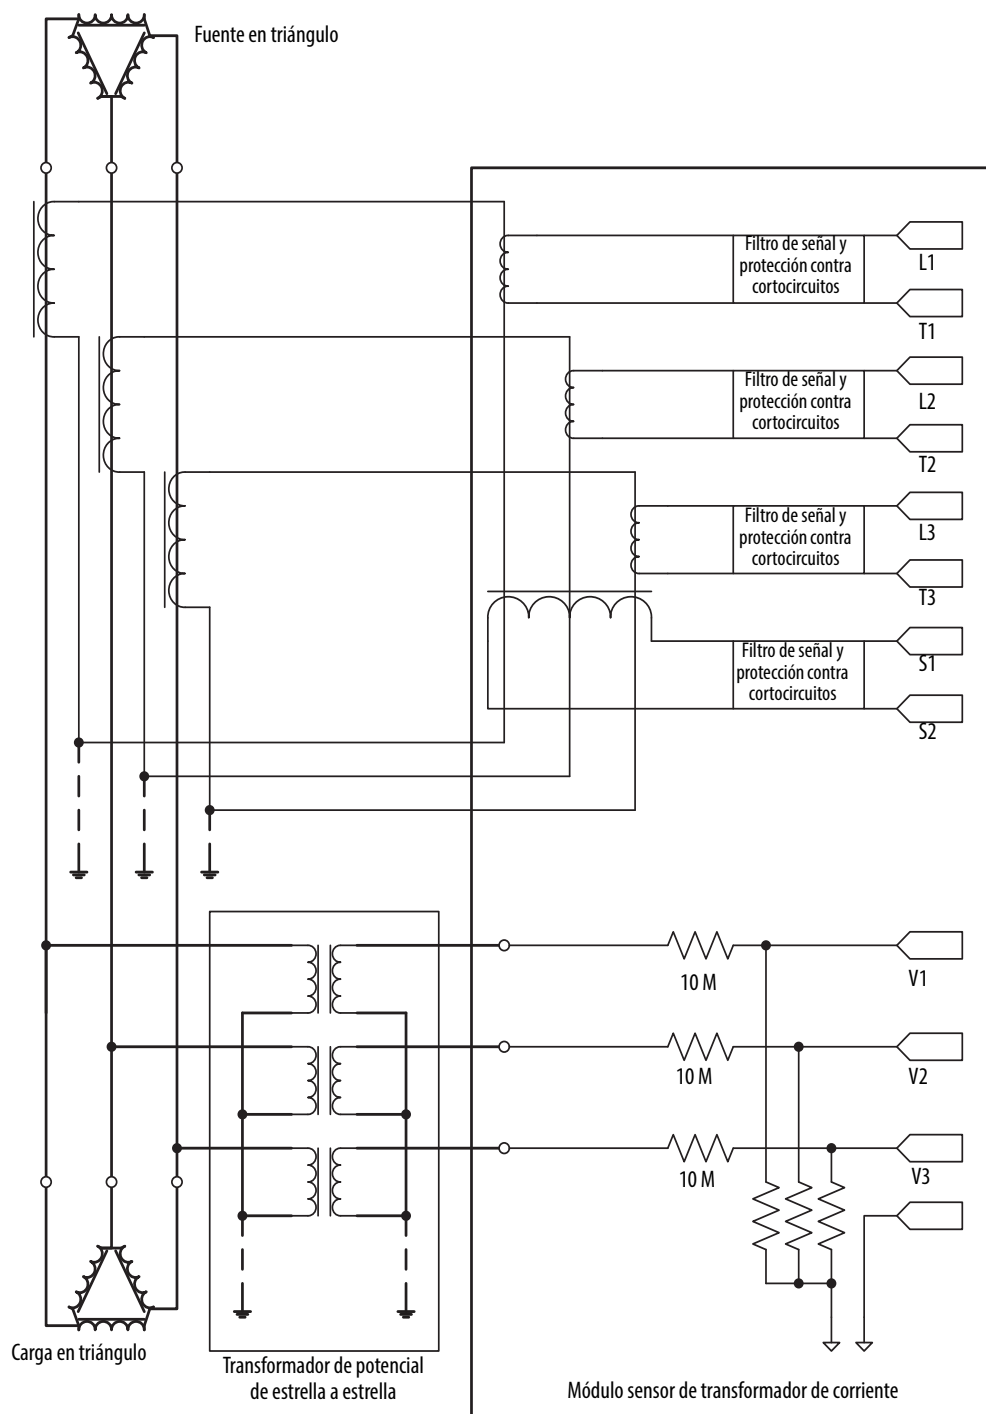 Fuente en triángulo
Filtro de señal y
protección contra
cortocircuitos
L1
T1
Filtro de señal y
protección contra
cortocircuitos
L2
T2
Filtro de señal y
protección contra
cortocircuitos
L3
T3
Filtro de señal y
protección contra
cortocircuitos
S1
S2
10 M
V1
10 M
V2
10 M
V3
Carga en triángulo
Transformador de potencial
de estrella a estrella
Módulo sensor de transformador de corriente